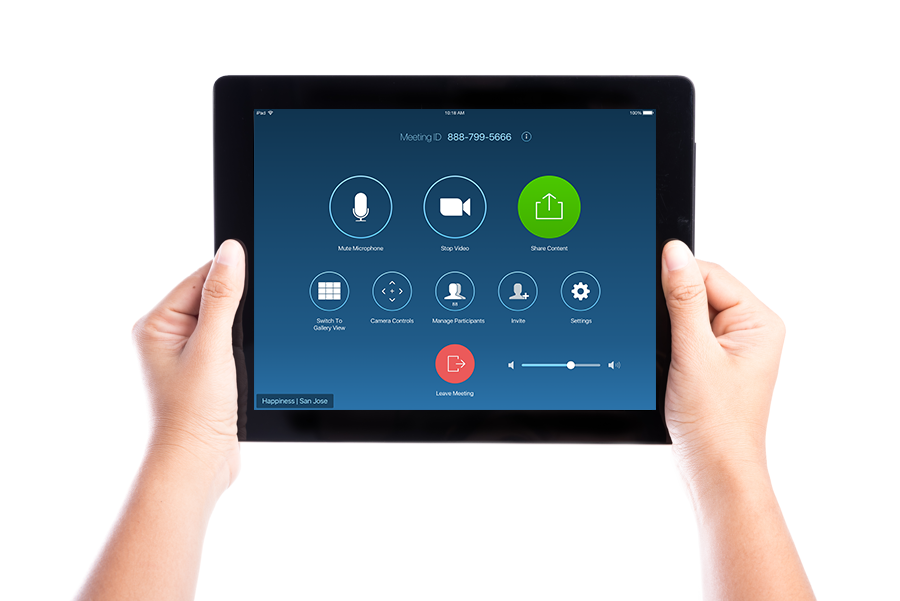 iPad 10:18 AM 100%
Meeting ID 888-799-5666
Mute Microphone Stop Video Share Content
88
Switch To Camera Controls Manage Participants Invite Settings
Gallery View
Leave Meeting
Happiness | San Jose